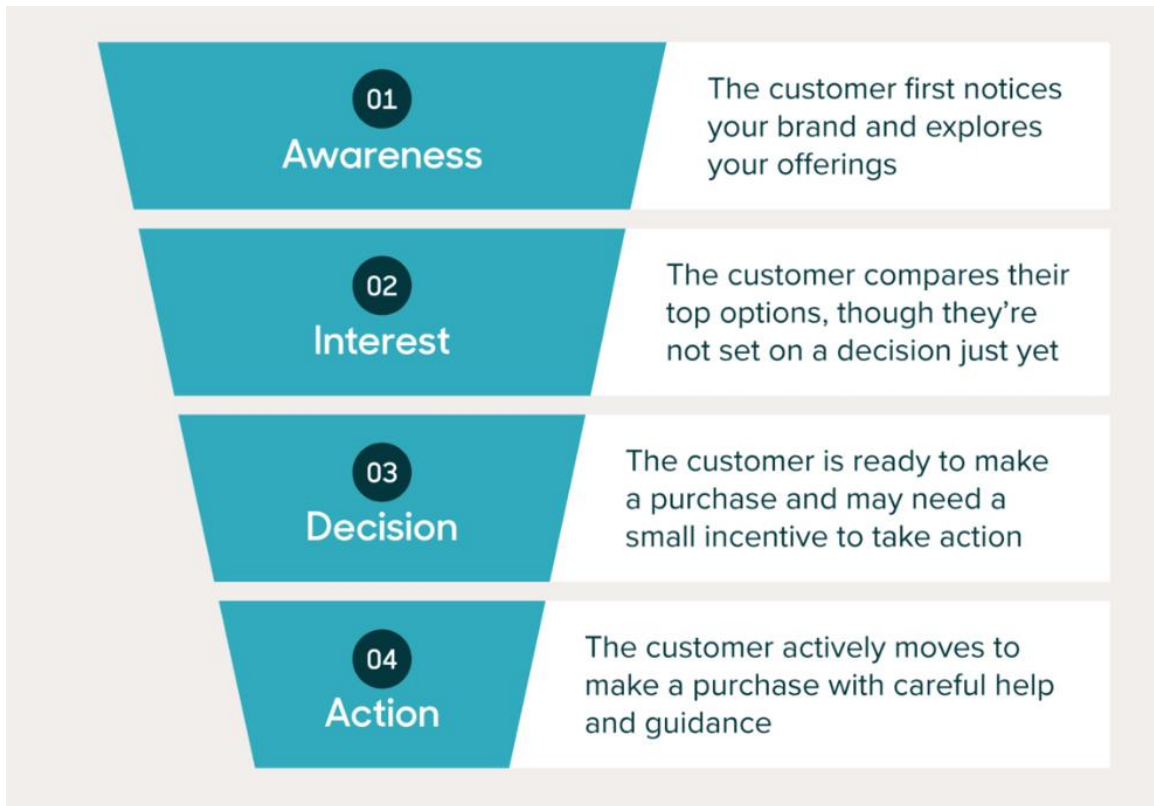 01
Awareness
The customer first notices
your brand and explores
your offerings
02
Interest
The customer compares their
top options, though they’re
not set on a decision just yet
03
Decision
The customer is ready to make
a purchase and may need a
small incentive to take action
04
Action
The customer actively moves to
make a purchase with careful help
and guidance